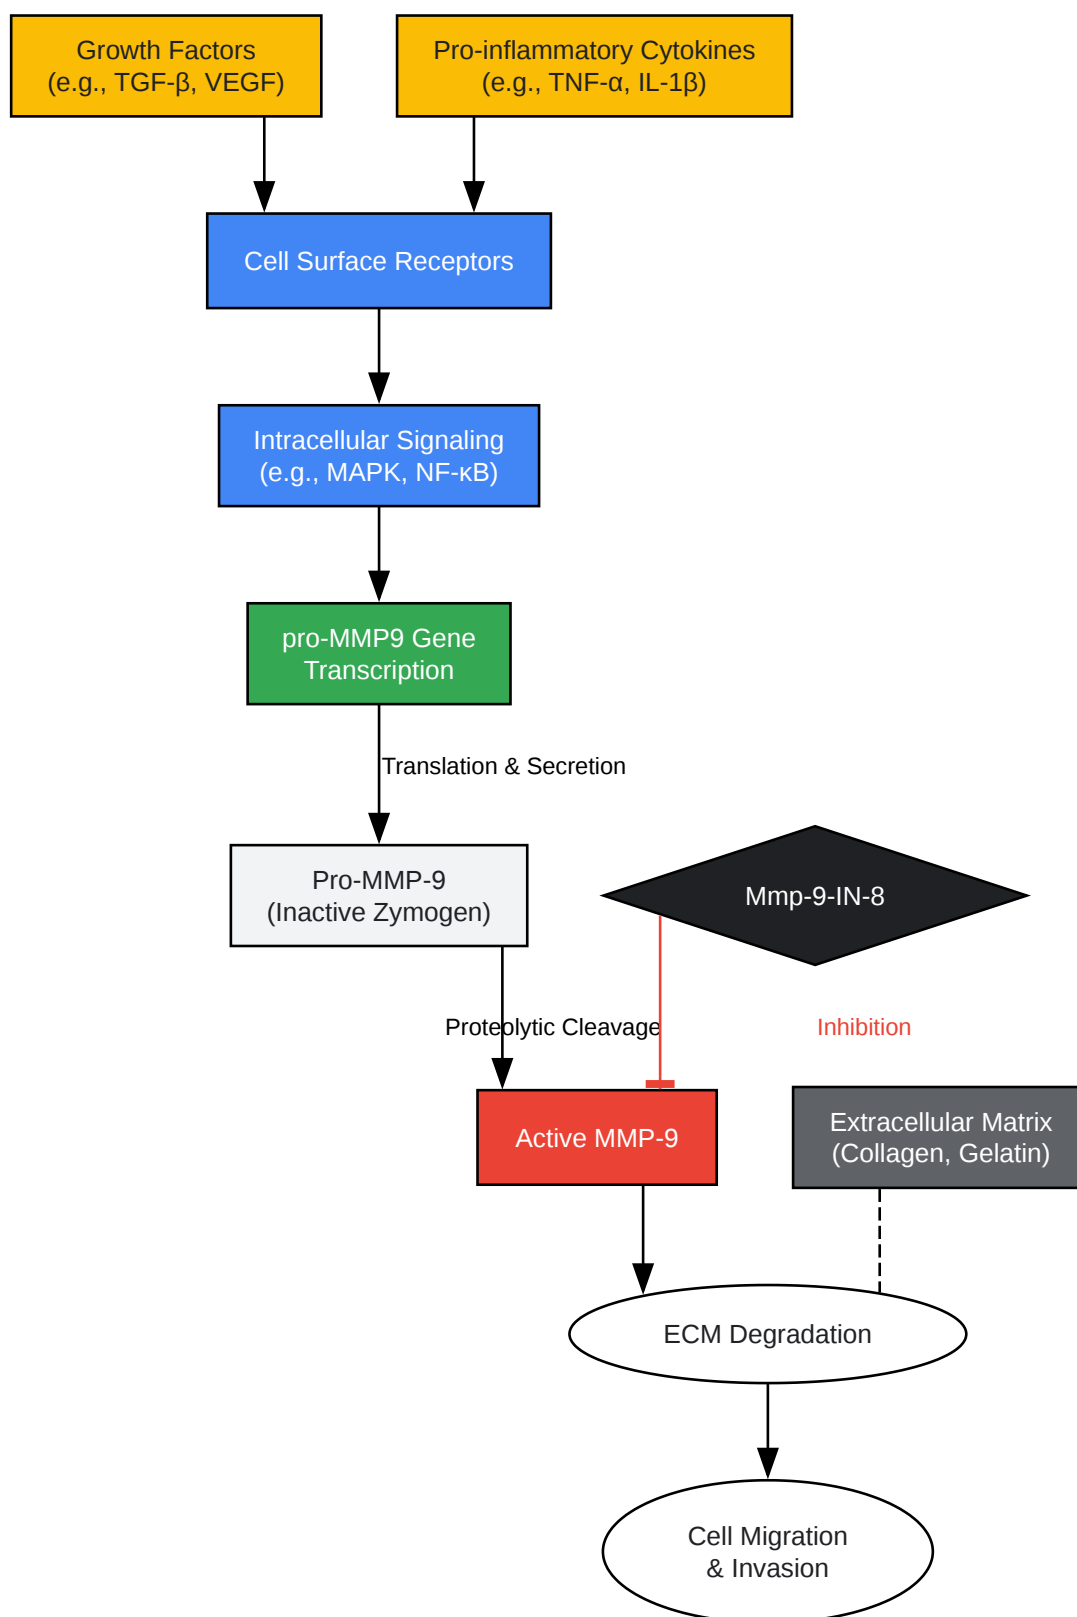 Growth Factors
(e.g., TGF-β, VEGF)
Pro-inflammatory Cytokines
(e.g., TNF-α, IL-1β)
Cell Surface Receptors
Intracellular Signaling
(e.g., MAPK, NF-κB)
pro-MMP9 Gene
Transcription
Translation & Secretion
Pro-MMP-9
(Inactive Zymogen)
Mmp-9-IN-8
Proteolytic Cleavage
Inhibition
Active MMP-9
Extracellular Matrix
(Collagen, Gelatin)
ECM Degradation
Cell Migration
& Invasion